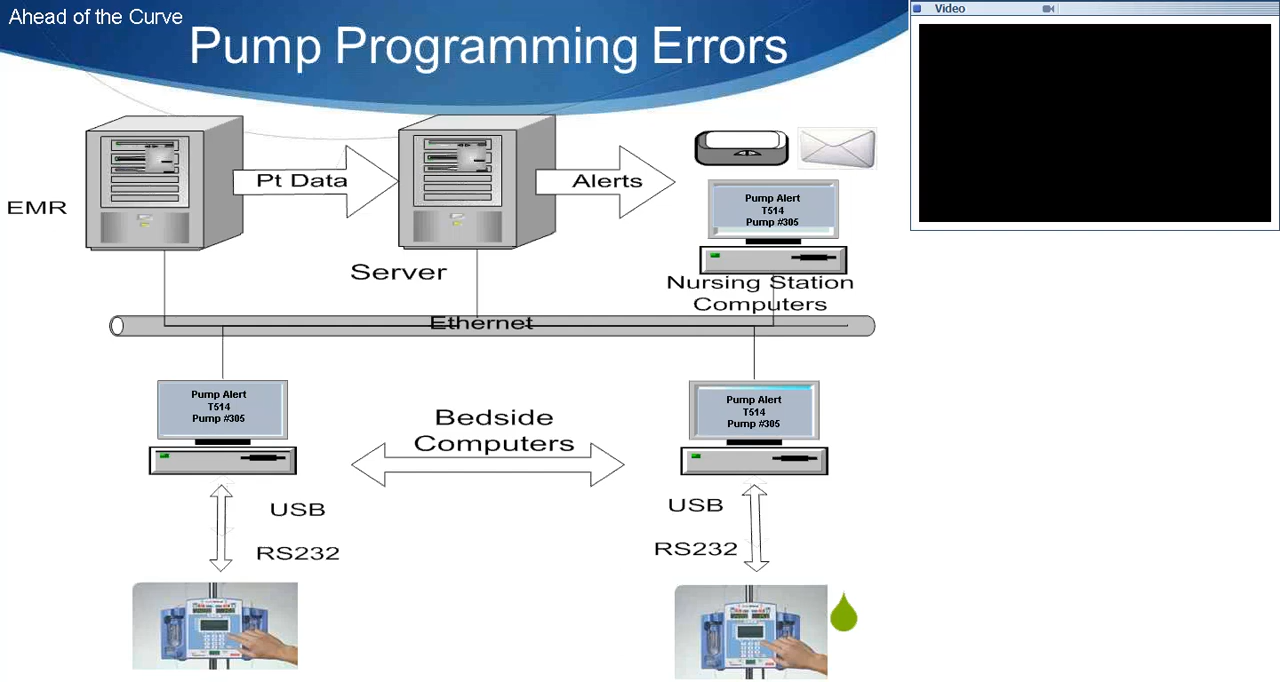 Ahead of the Curve
Pump Programming Errors
Video
Pt Data
Alerts
EMR
Server
Pump Alert
T514
Pump #305
Nursing Station
Computers
Ethernet
Pump Alert
T514
Pump #305
Bedside
Computers
Pump Alert
T514
Pump #305
USB
RS232
USB
RS232